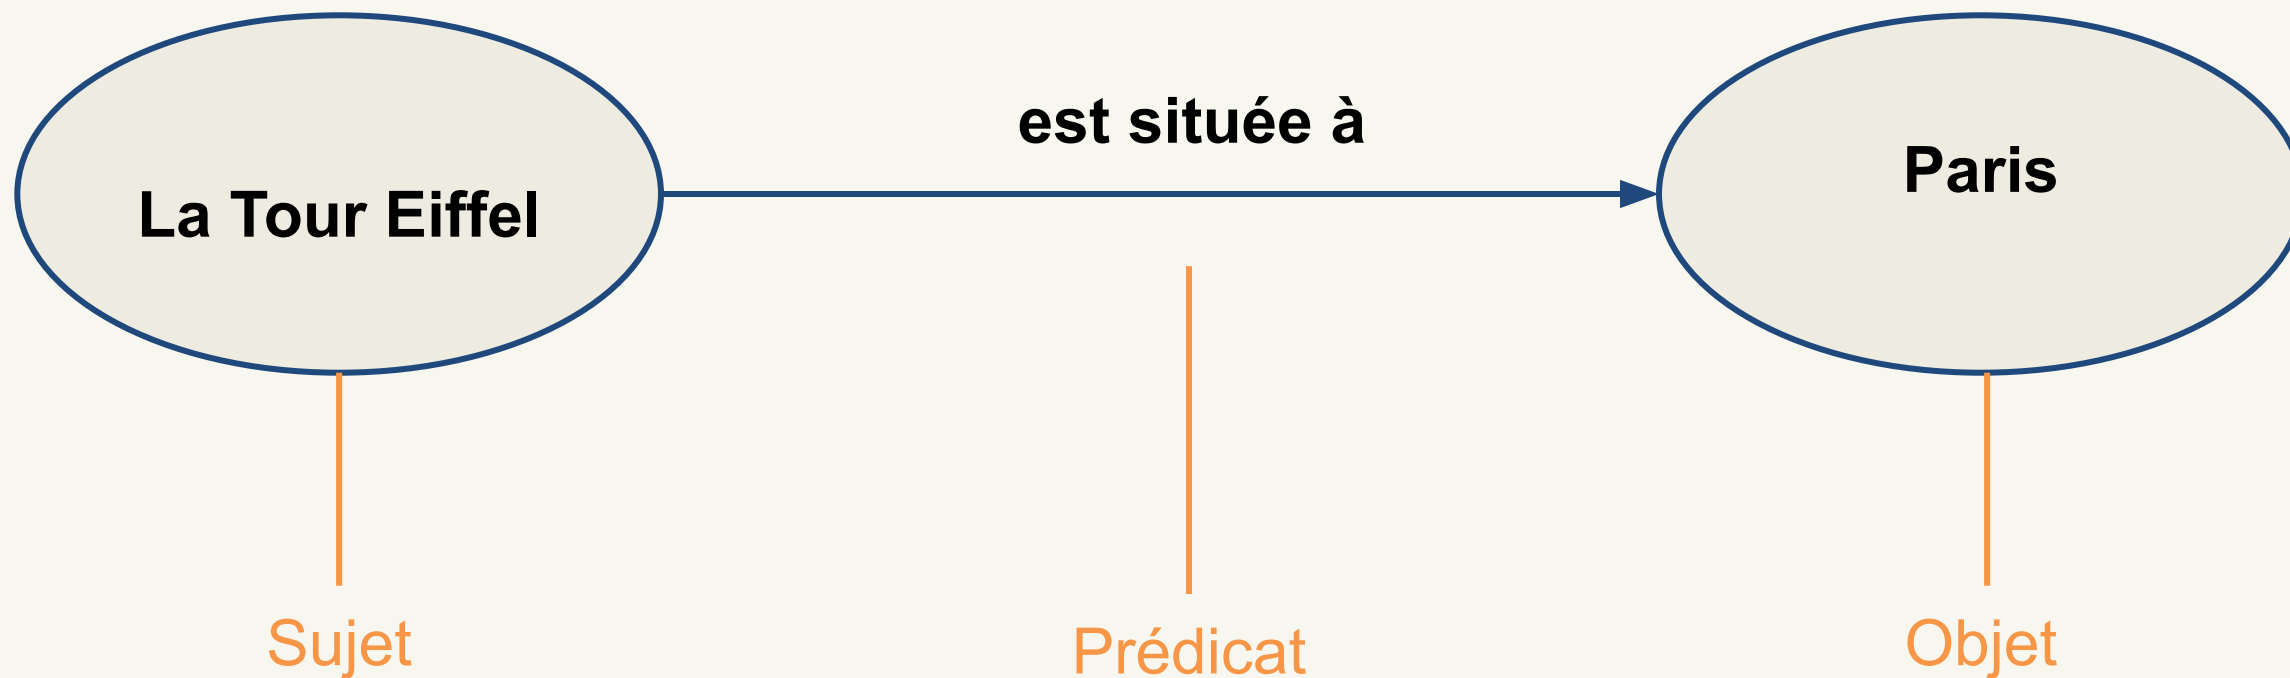 La Tour Eiffel
est située à
Paris
Sujet
Prédicat
Objet